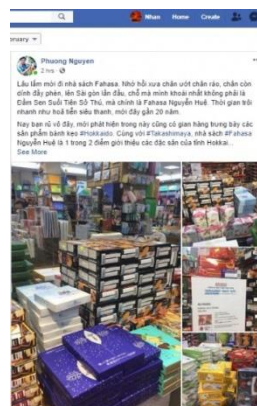 Nhan Home Create
bruary
Phuong Nguyen
2 hrs
Lâu lắm mới đi nhà sách Fahasa. Nhớ hồi xưa chân ướt chân ráo, chân còn
dính đầy phèn, lên Sài gòn lần đầu, chỗ mà mình khoái nhất không phải là
Đầm Sen Suối Tiên Sở Thú, mà chính là Fahasa Nguyễn Huệ. Thời gian trôi
nhanh như hoả tiễn siêu thanh, mới đây gần 20 năm.
Nay bạn rủ về đây, mới phát hiện trong này cũng có gian hàng trưng bày các
sản phẩm bánh kẹo #Hokkaido. Cùng với #Takashimaya, nhà sách #Fahasa
Nguyễn Huệ là 1 trong 2 điểm giới thiệu các đặc sản của tỉnh Hokkai...
See More